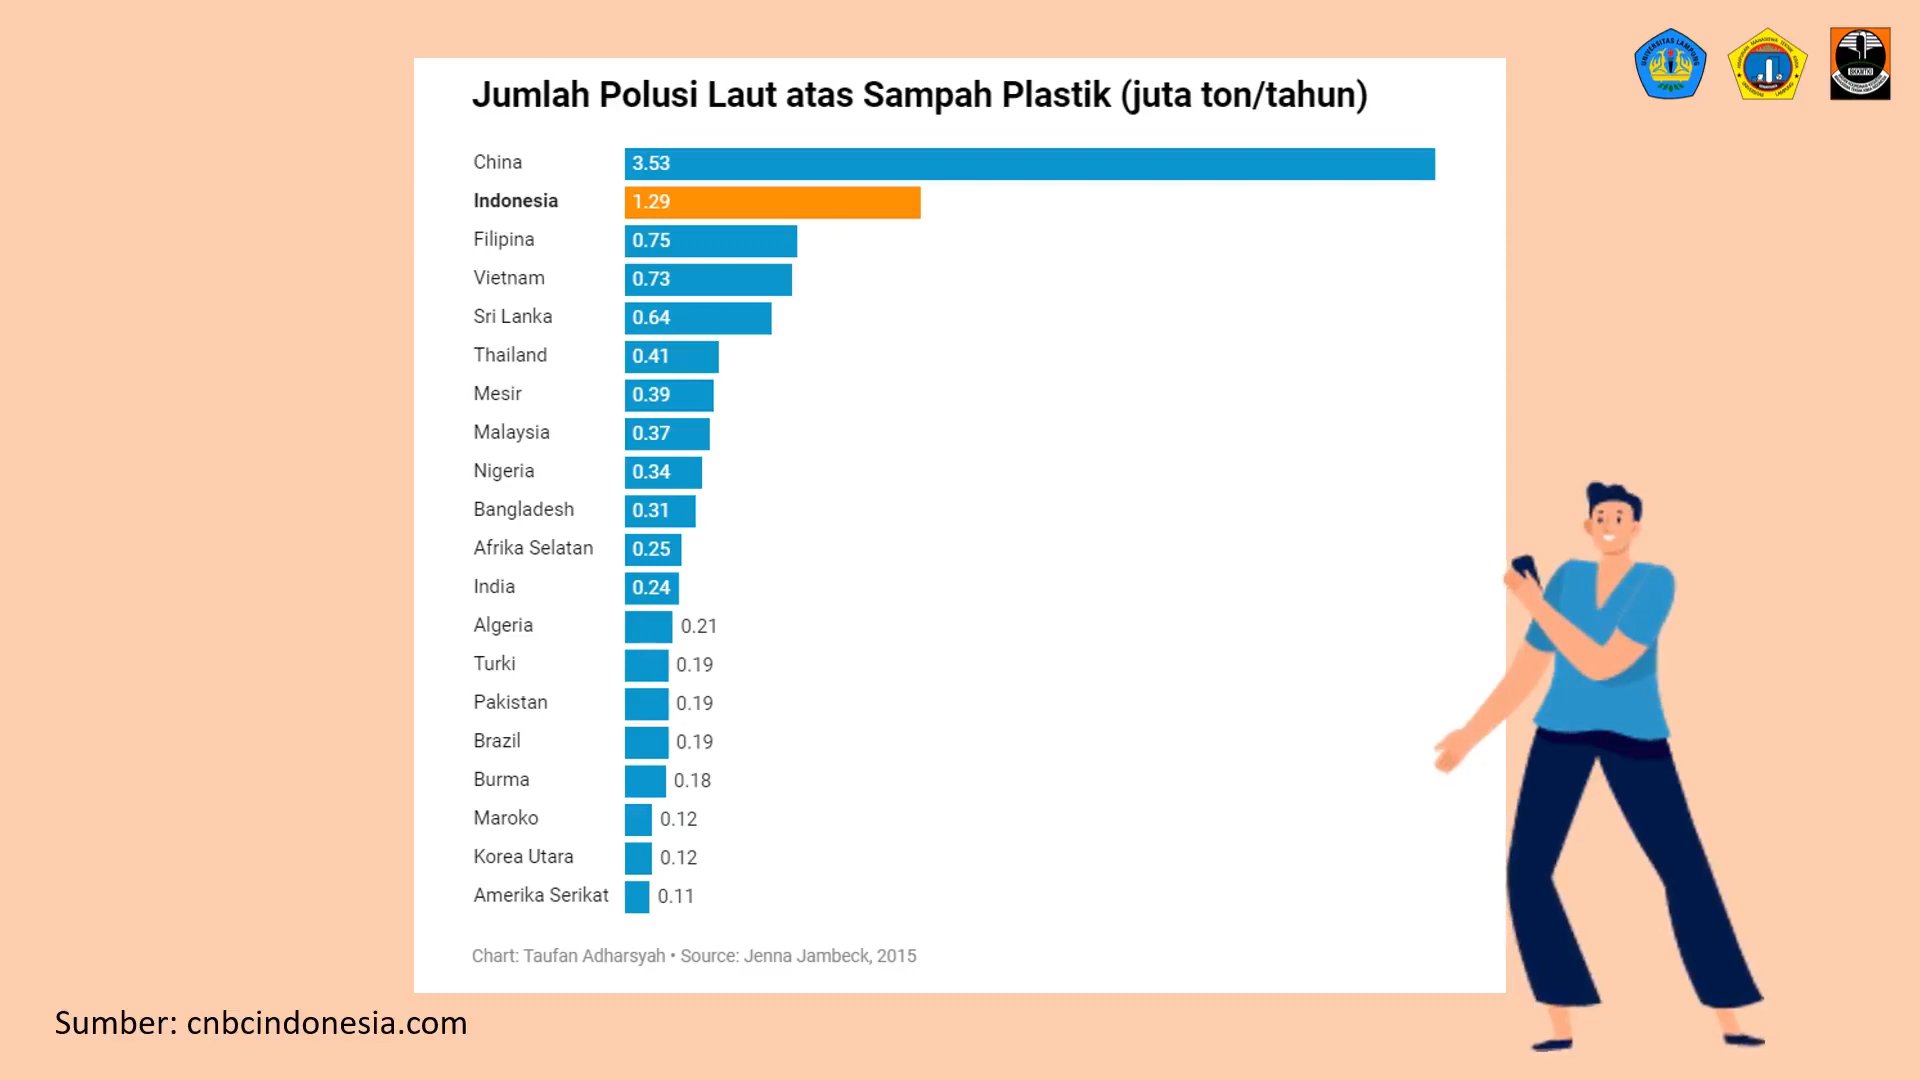 Jumlah Polusi Laut atas Sampah Plastik (juta ton/tahun)
China 3.53
Indonesia 1.29
Filipina 0.75
Vietnam 0.73
Sri Lanka 0.64
Thailand 0.41
Mesir 0.39
Malaysia 0.37
Nigeria 0.34
Bangladesh 0.31
Afrika Selatan 0.25
India 0.24
Algeria 0.21
Turki 0.19
Pakistan 0.19
Brazil 0.19
Burma 0.18
Maroko 0.12
Korea Utara 0.12
Amerika Serikat 0.11
Chart: Taufan Adharsyah • Source: Jenna Jambeck, 2015
Sumber: cnbcindonesia.com
UNIVERSITAS LAMPUNG